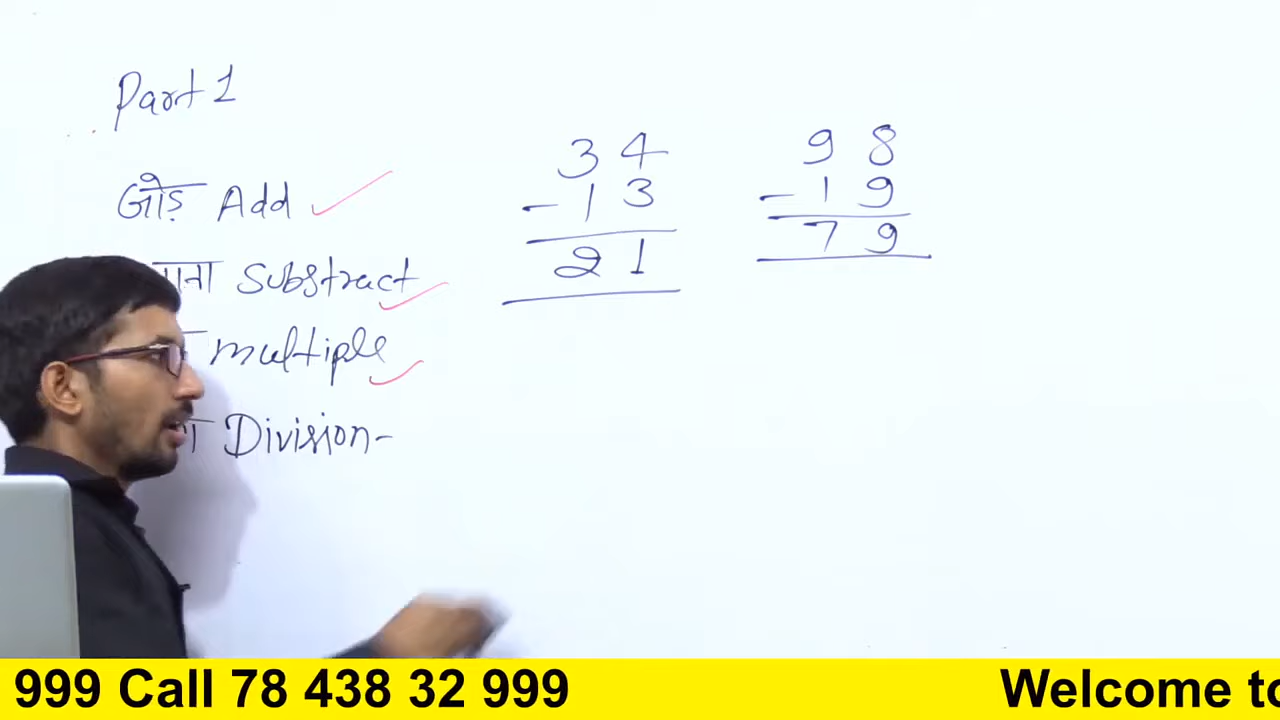 Part 1
जोड़ Add
Substract
multiple
Division-
34
-13
21
98
-19
79
999 Call 78 438 32 999
Welcome to